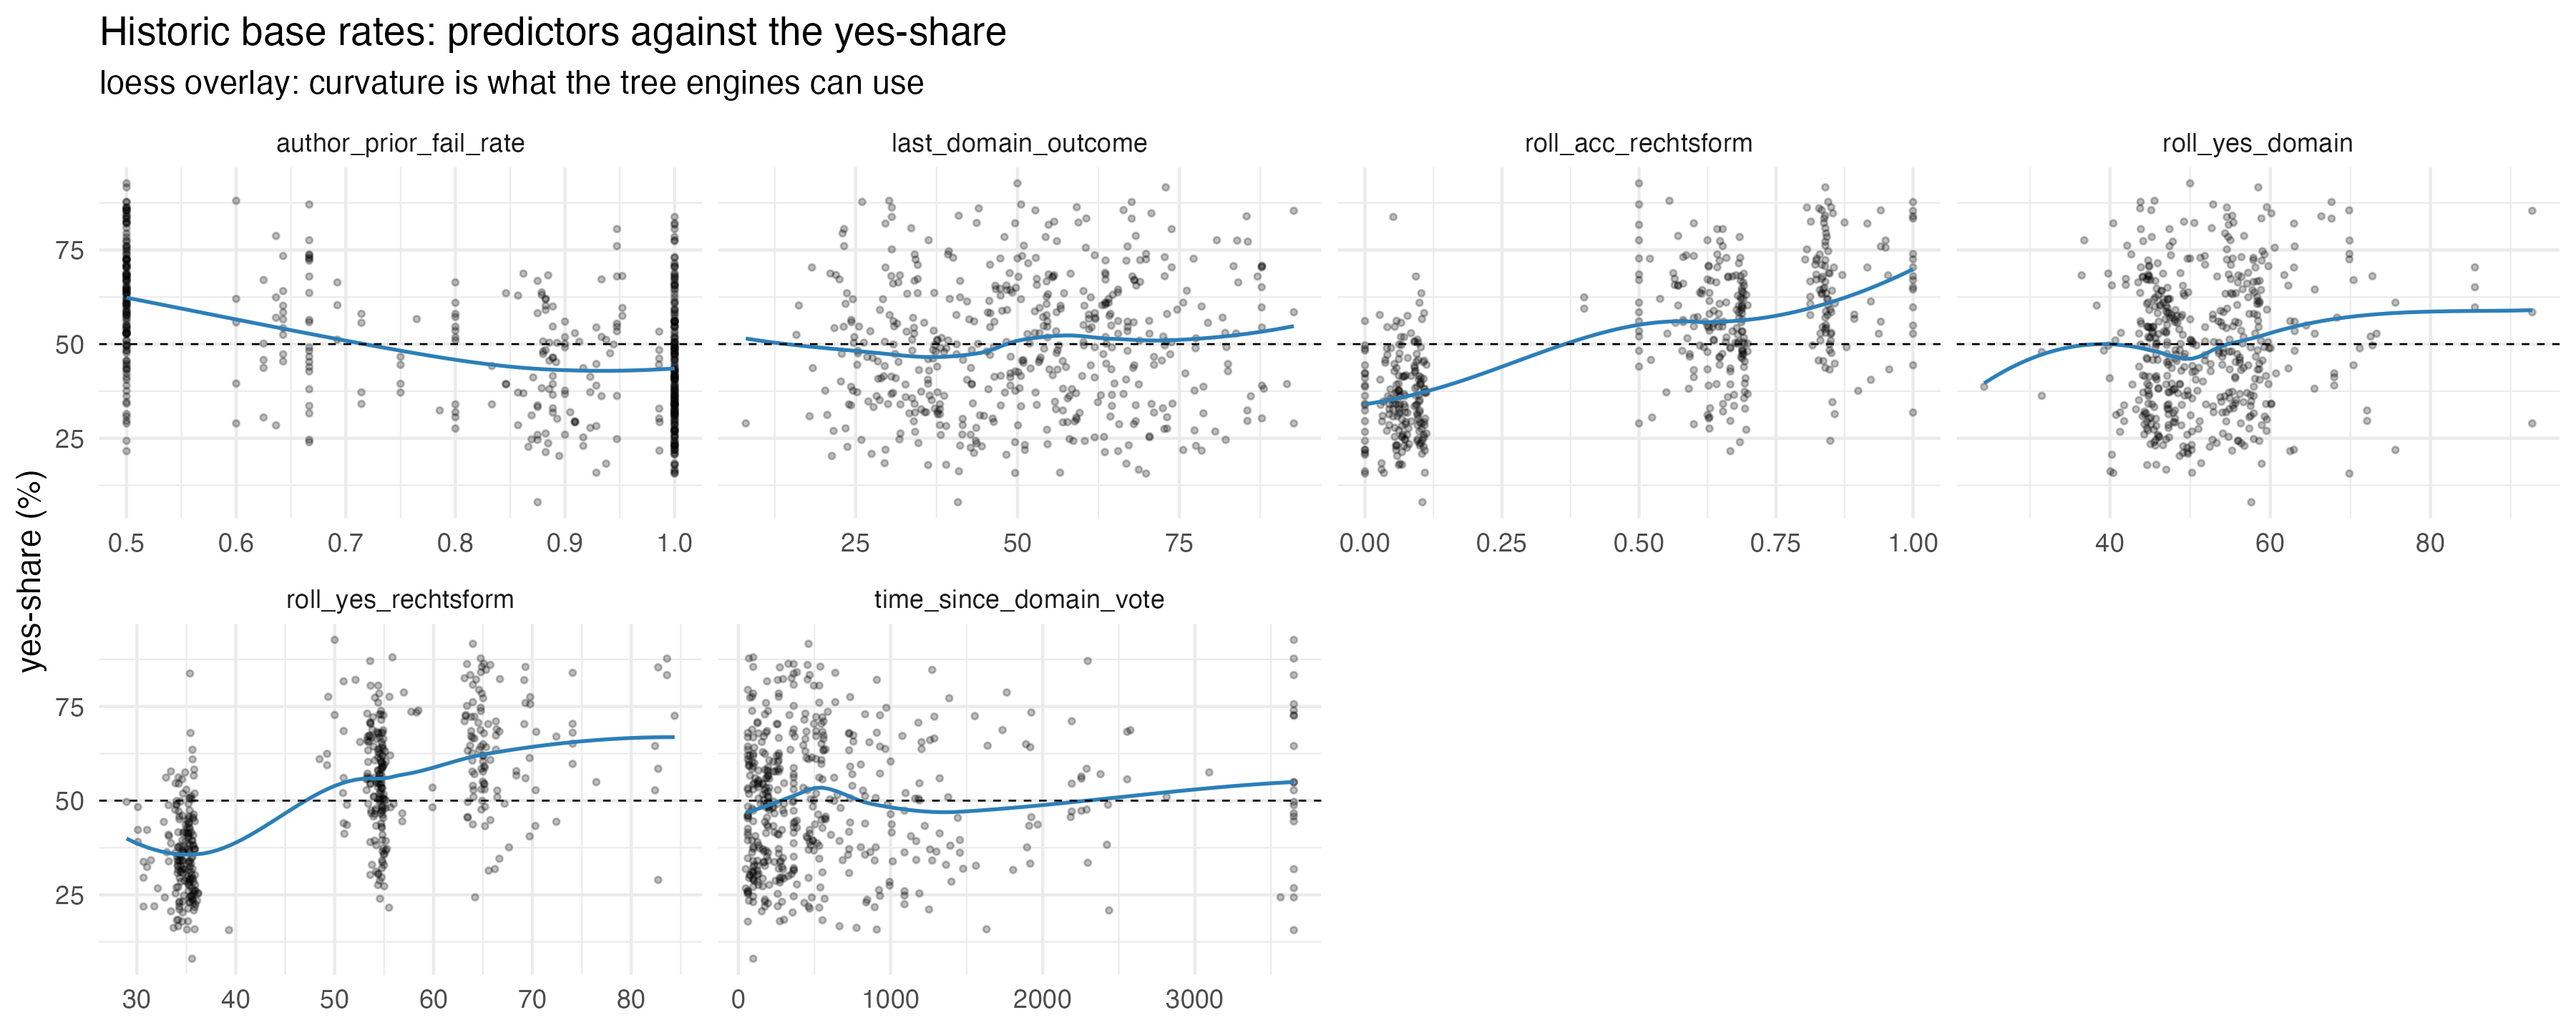 Historic base rates: predictors against the yes-share
loess overlay: curvature is what the tree engines can use
author_prior_fail_rate
last_domain_outcome
roll_acc_rechtsform
roll_yes_domain
75
50
25
0.5 0.6 0.7 0.8 0.9 1.0
25 50 75
0.00 0.25 0.50 0.75 1.00
40 60 80
yes-share (%)
roll_yes_rechtsform
time_since_domain_vote
75
50
25
30 40 50 60 70 80
0 1000 2000 3000